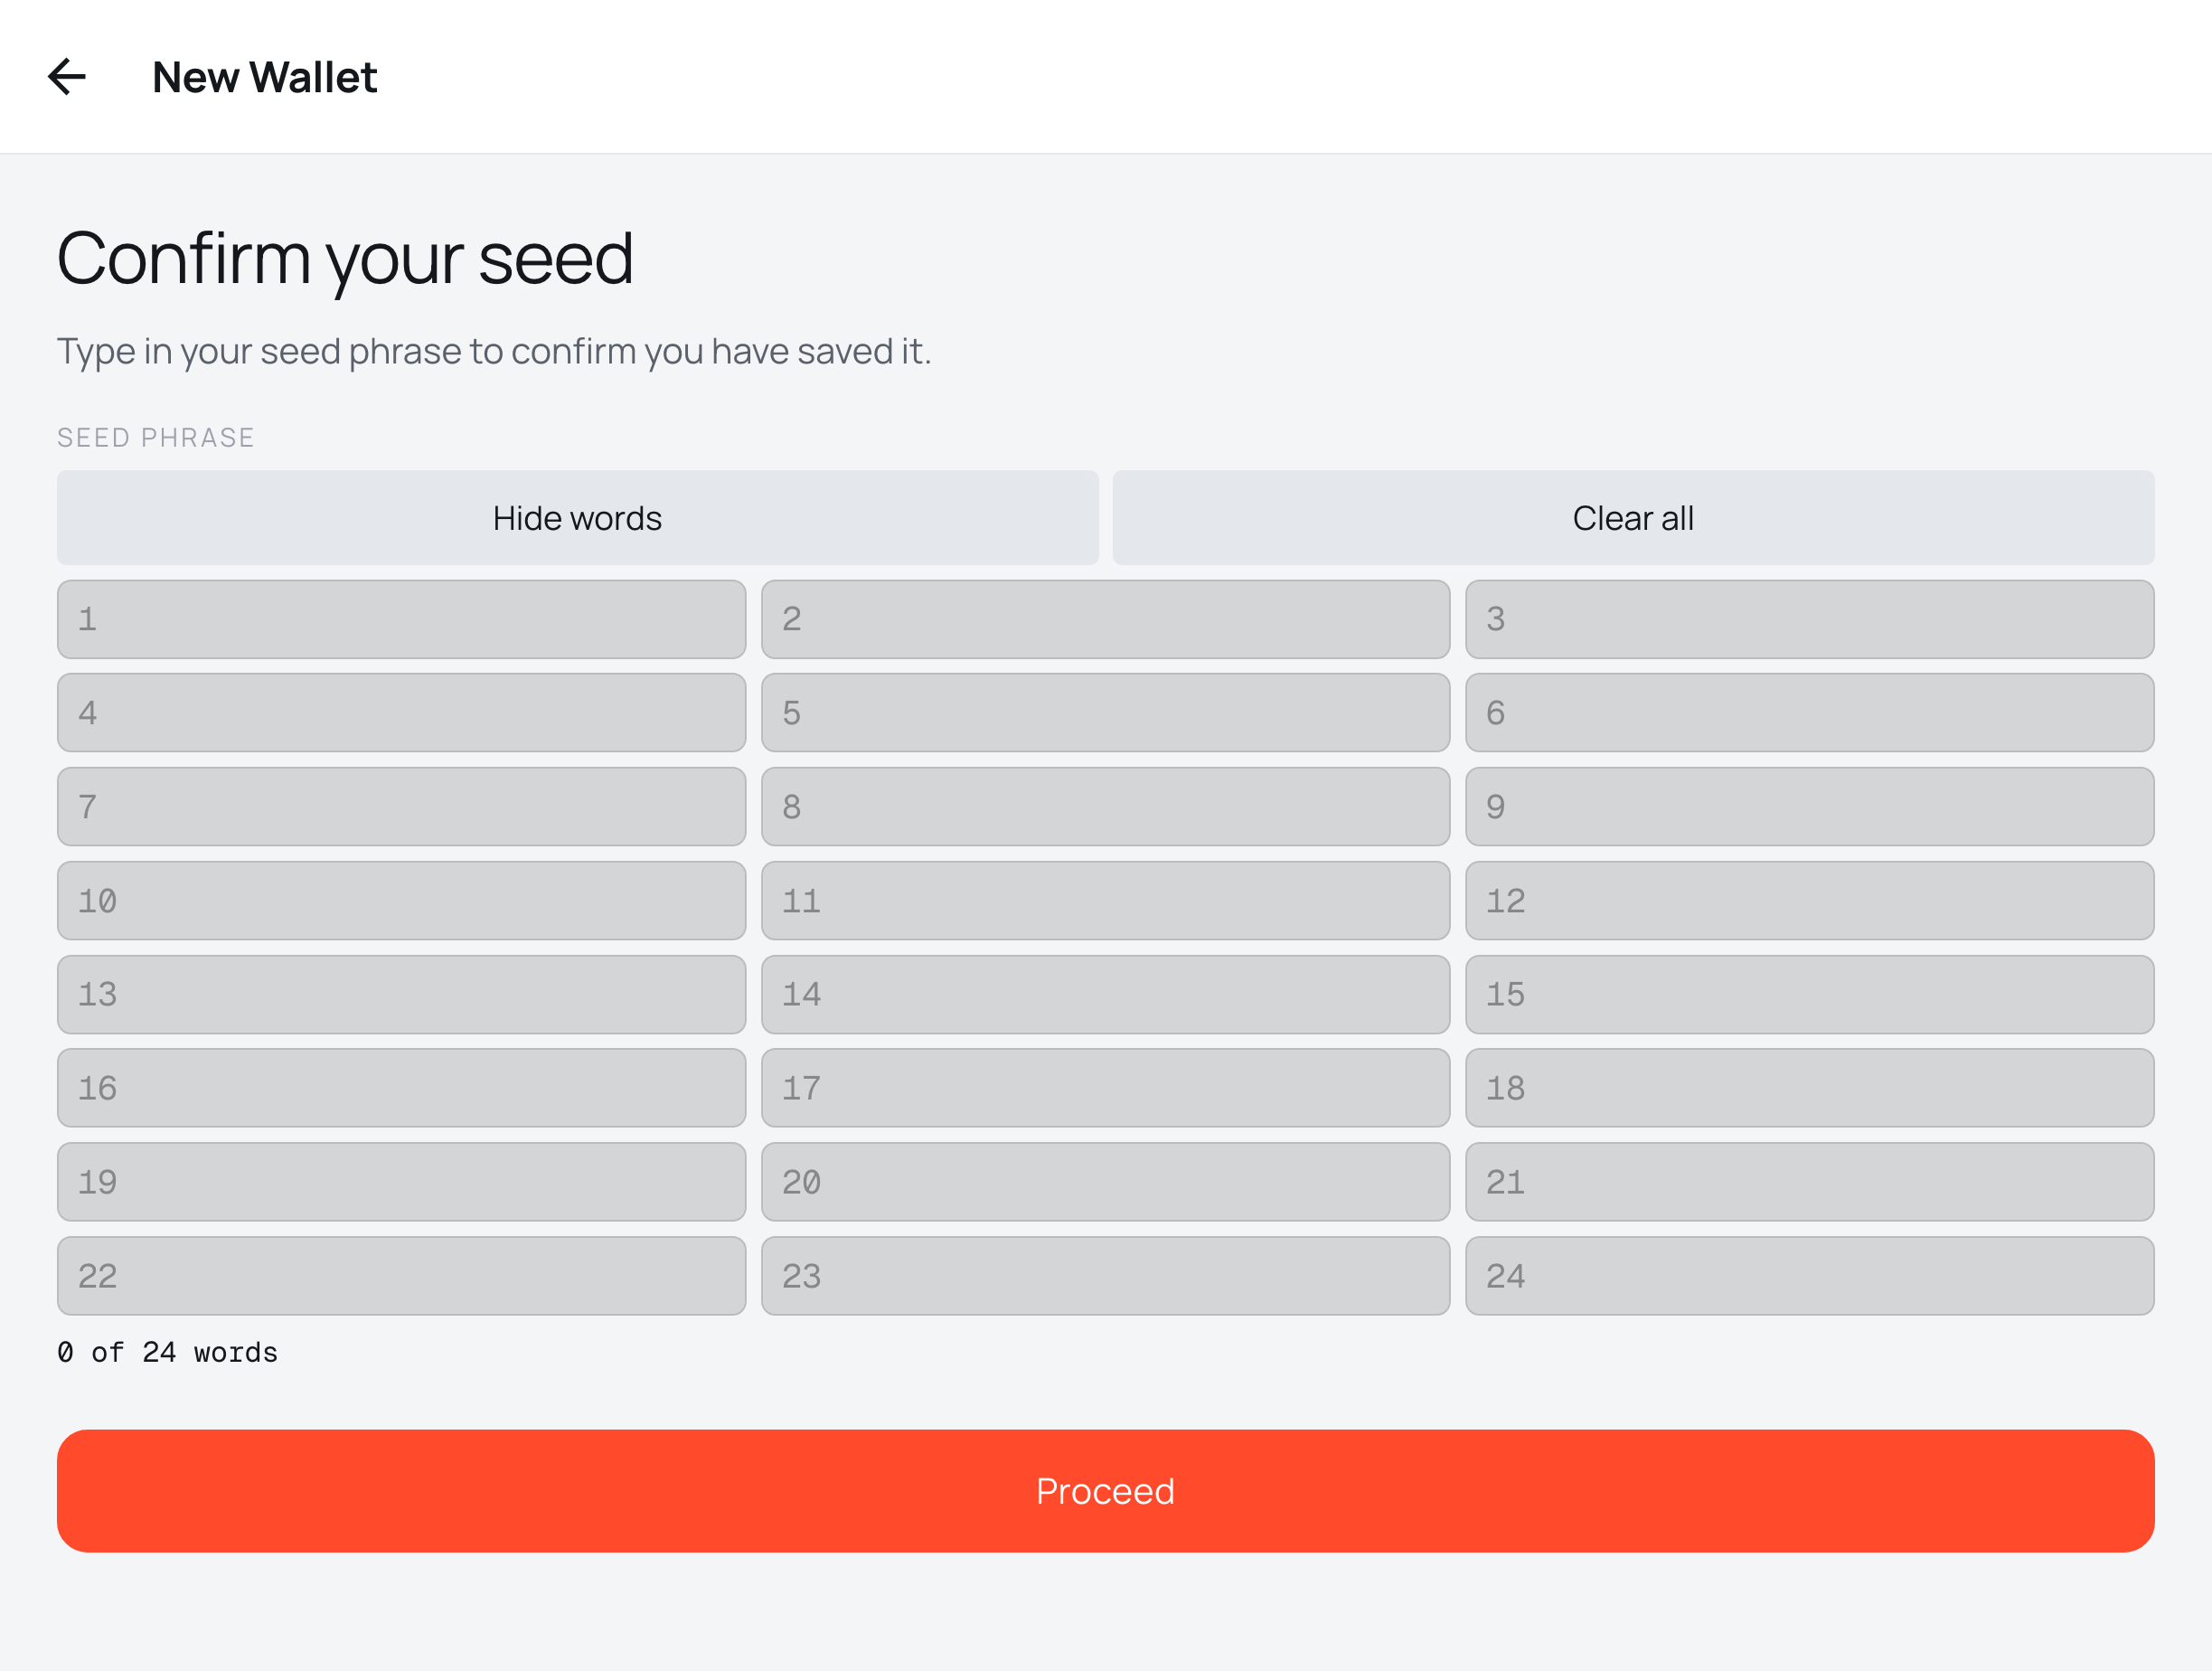 New Wallet
Confirm your seed
Type in your seed phrase to confirm you have saved it.
SEED PHRASE
Hide words Clear all
1 2 3
4 5 6
7 8 9
10 11 12
13 14 15
16 17 18
19 20 21
22 23 24
0 of 24 words
Proceed